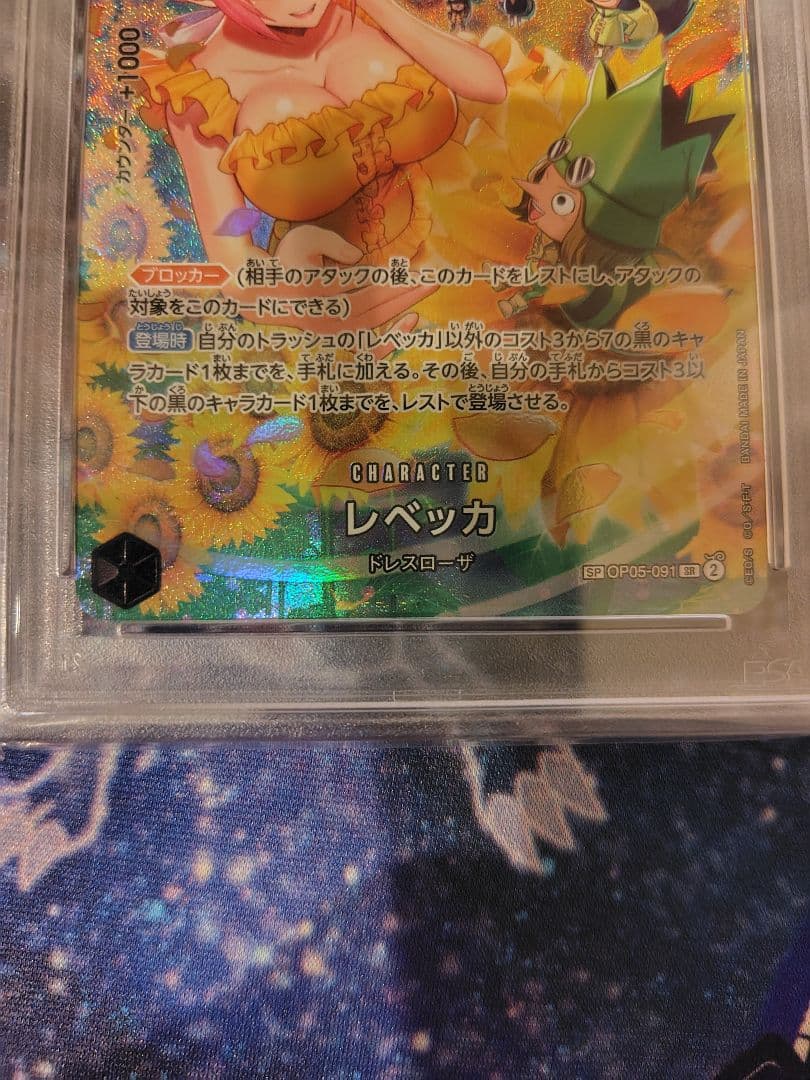 カウンター +1000
ブロッカー (相手のアタックの後、このカードをレストにし、アタックの
対象をこのカードにできる)
登場時 自分のトラッシュの「レベッカ」以外のコスト3から7の黒のキャ
ラカード1枚までを、手札に加える。その後、自分の手札からコスト3以
下の黒のキャラカード1枚までを、レストで登場させる。
CHARACTER
レベッカ
ドレスローザ
SP OP05-091 SR 2
©E.O/S ©O/S・F・T BANDAI MADE IN JAPAN
PSA